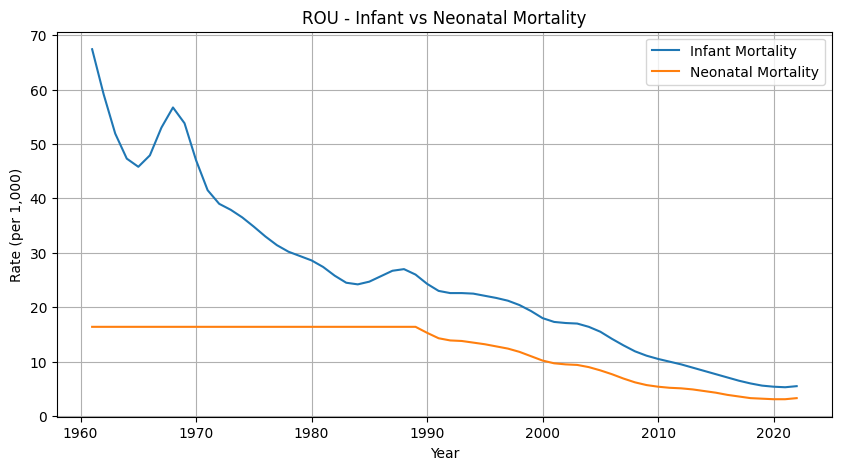 ROU - Infant vs Neonatal Mortality
Infant Mortality
Neonatal Mortality
Rate (per 1,000)
70
60
50
40
30
20
10
0
1960 1970 1980 1990 2000 2010 2020
Year